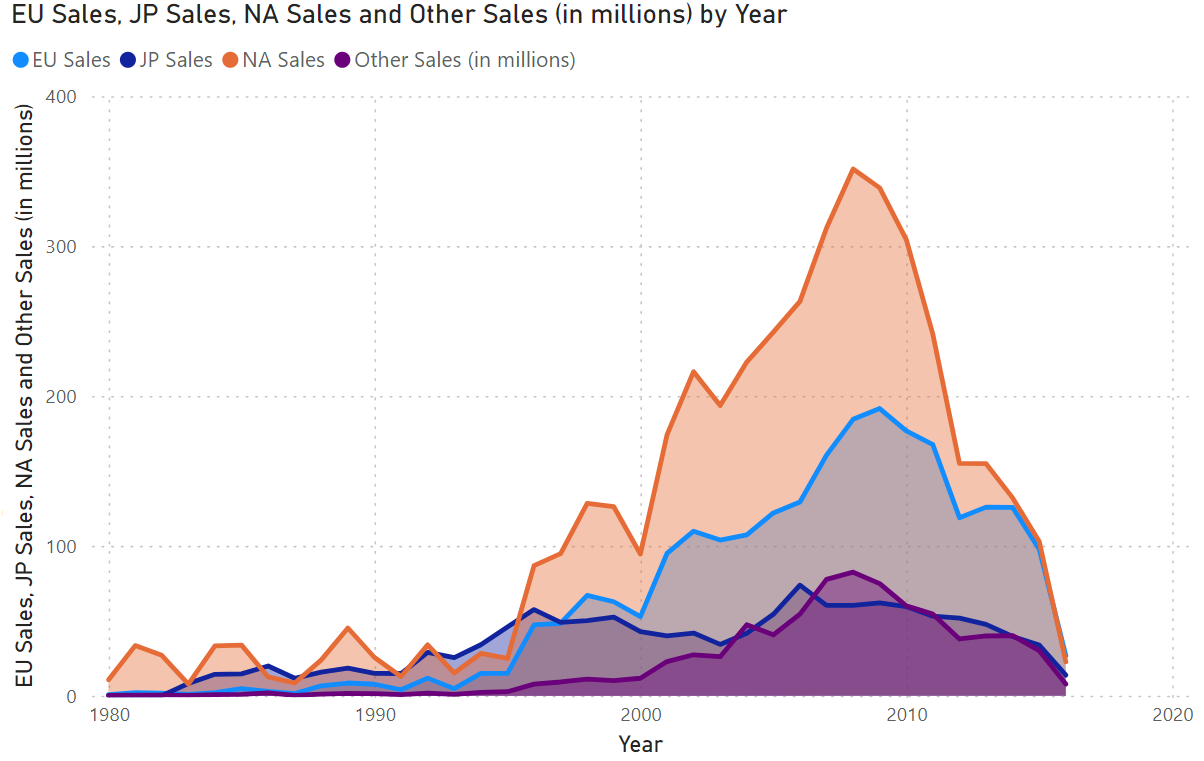 EU Sales, JP Sales, NA Sales and Other Sales (in millions) by Year
EU Sales JP Sales NA Sales Other Sales (in millions)
EU Sales, JP Sales, NA Sales and Other Sales (in millions)
400
300
200
100
0
1980 1990 2000 2010 2020
Year